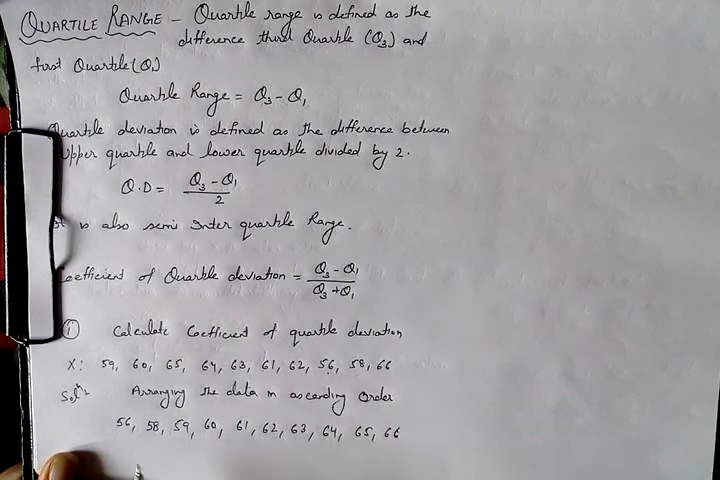 QUARTILE RANGE - Quartile range is defined as the
difference third Quartile (Q₃) and
first Quartile (Q₁)
Quartile Range = Q₃ - Q₁
Quartile deviation is defined as the difference between
upper quartile and lower quartile divided by 2.
Q.D = Q₃ - Q₁ / 2
It is also semi Inter quartile Range.
Coefficient of Quartile deviation = Q₃ - Q₁ / Q₃ + Q₁
① Calculate Coefficient of quartile deviation
X: 59, 60, 65, 64, 63, 61, 62, 56, 58, 66
Solⁿ: Arranging the data in ascending Order
56, 58, 59, 60, 61, 62, 63, 64, 65, 66